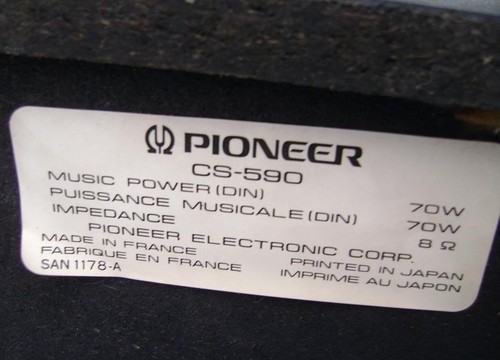 PIONEER
CS-590
MUSIC POWER (DIN) 70W
PUISSANCE MUSICALE (DIN) 70W
IMPEDANCE 8 Ω
PIONEER ELECTRONIC CORP.
MADE IN FRANCE PRINTED IN JAPAN
FABRIQUE EN FRANCE IMPRIME AU JAPON
SAN 1178-A